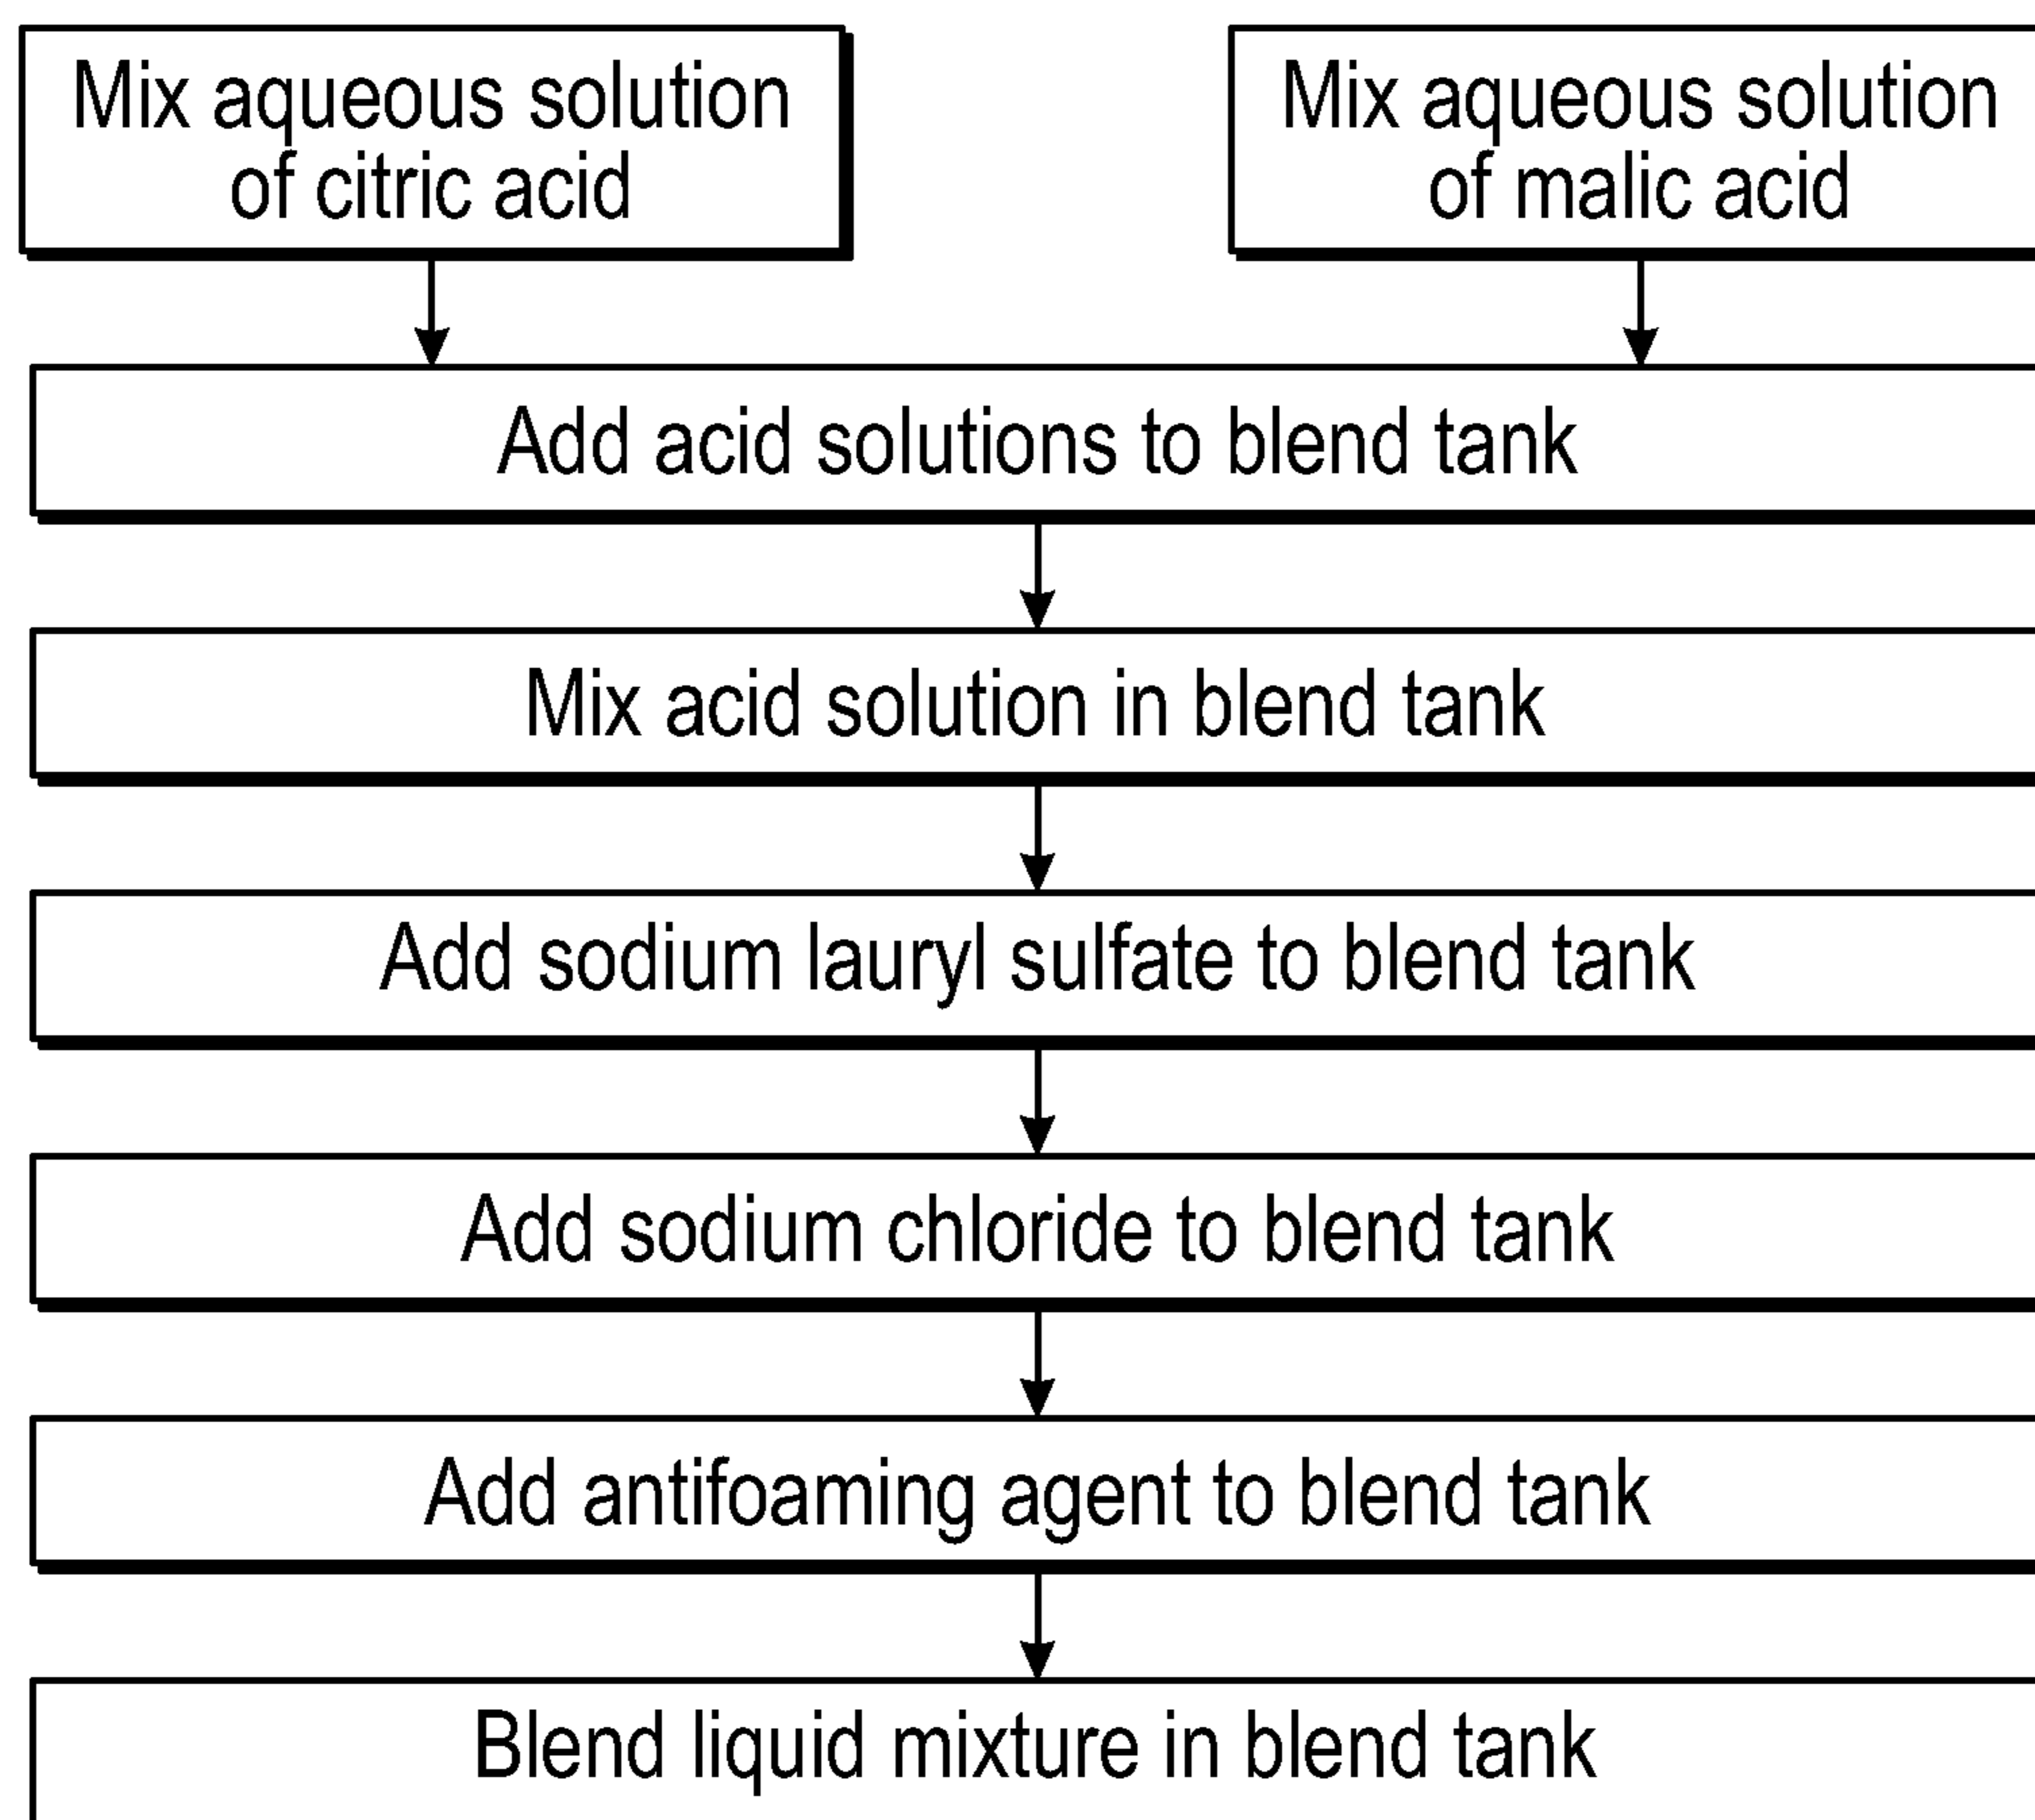 Mix aqueous solution
of citric acid
Mix aqueous solution
of malic acid
Add acid solutions to blend tank
Mix acid solution in blend tank
Add sodium lauryl sulfate to blend tank
Add sodium chloride to blend tank
Add antifoaming agent to blend tank
Blend liquid mixture in blend tank